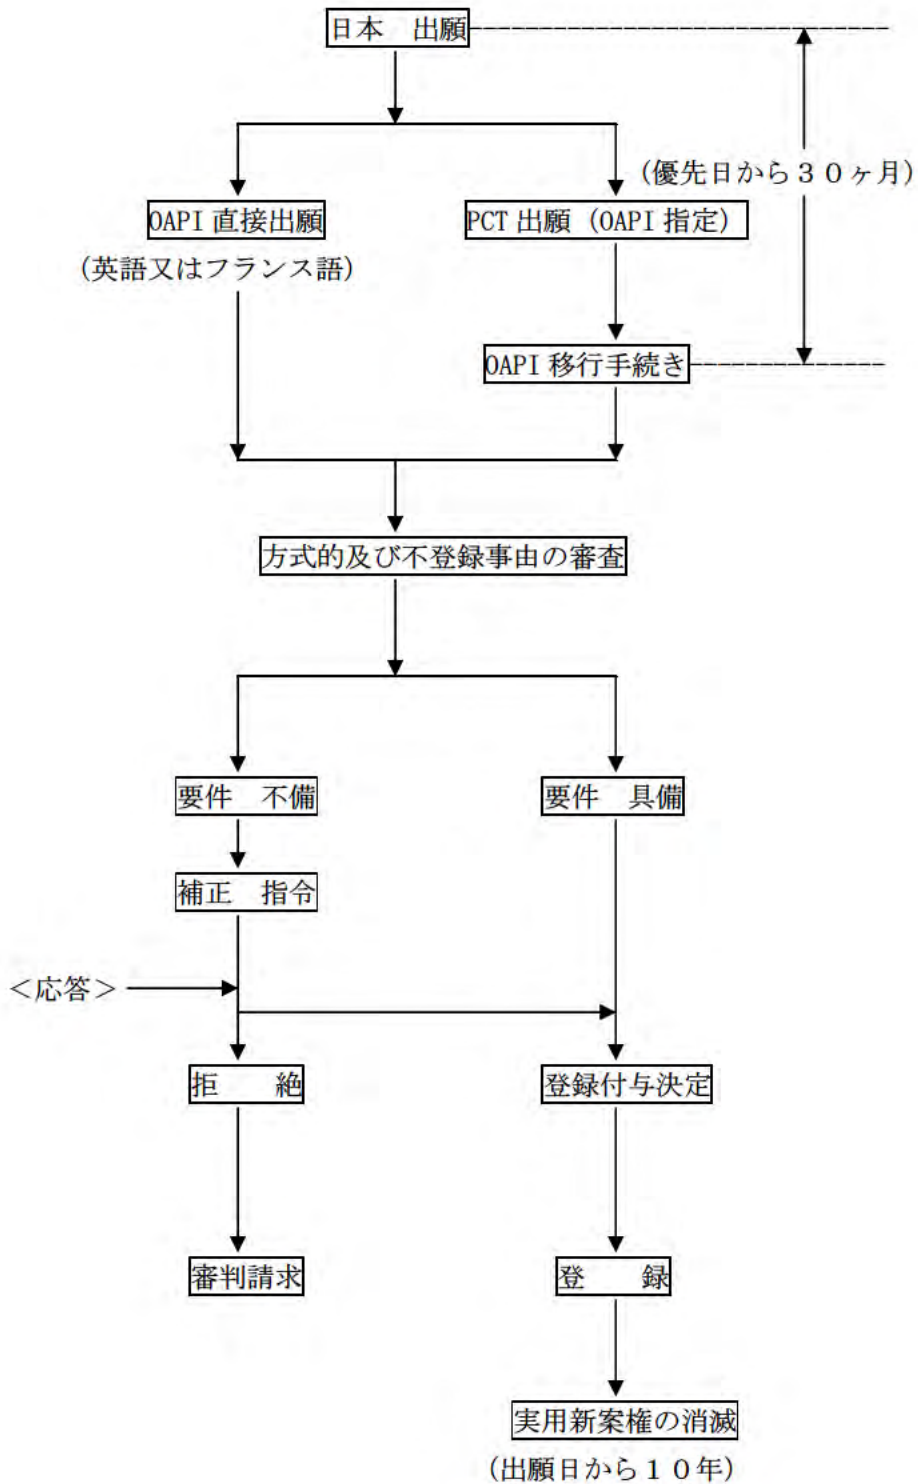 日本　出願
(優先日から３０ヶ月)
OAPI 直接出願
PCT 出願（OAPI 指定）
(英語又はフランス語)
OAPI 移行手続き
方式的及び不登録事由の審査
要件　不備
要件　具備
補正　指令
＜応答＞
拒　　絶
登録付与決定
審判請求
登　　録
実用新案権の消滅
(出願日から１０年)